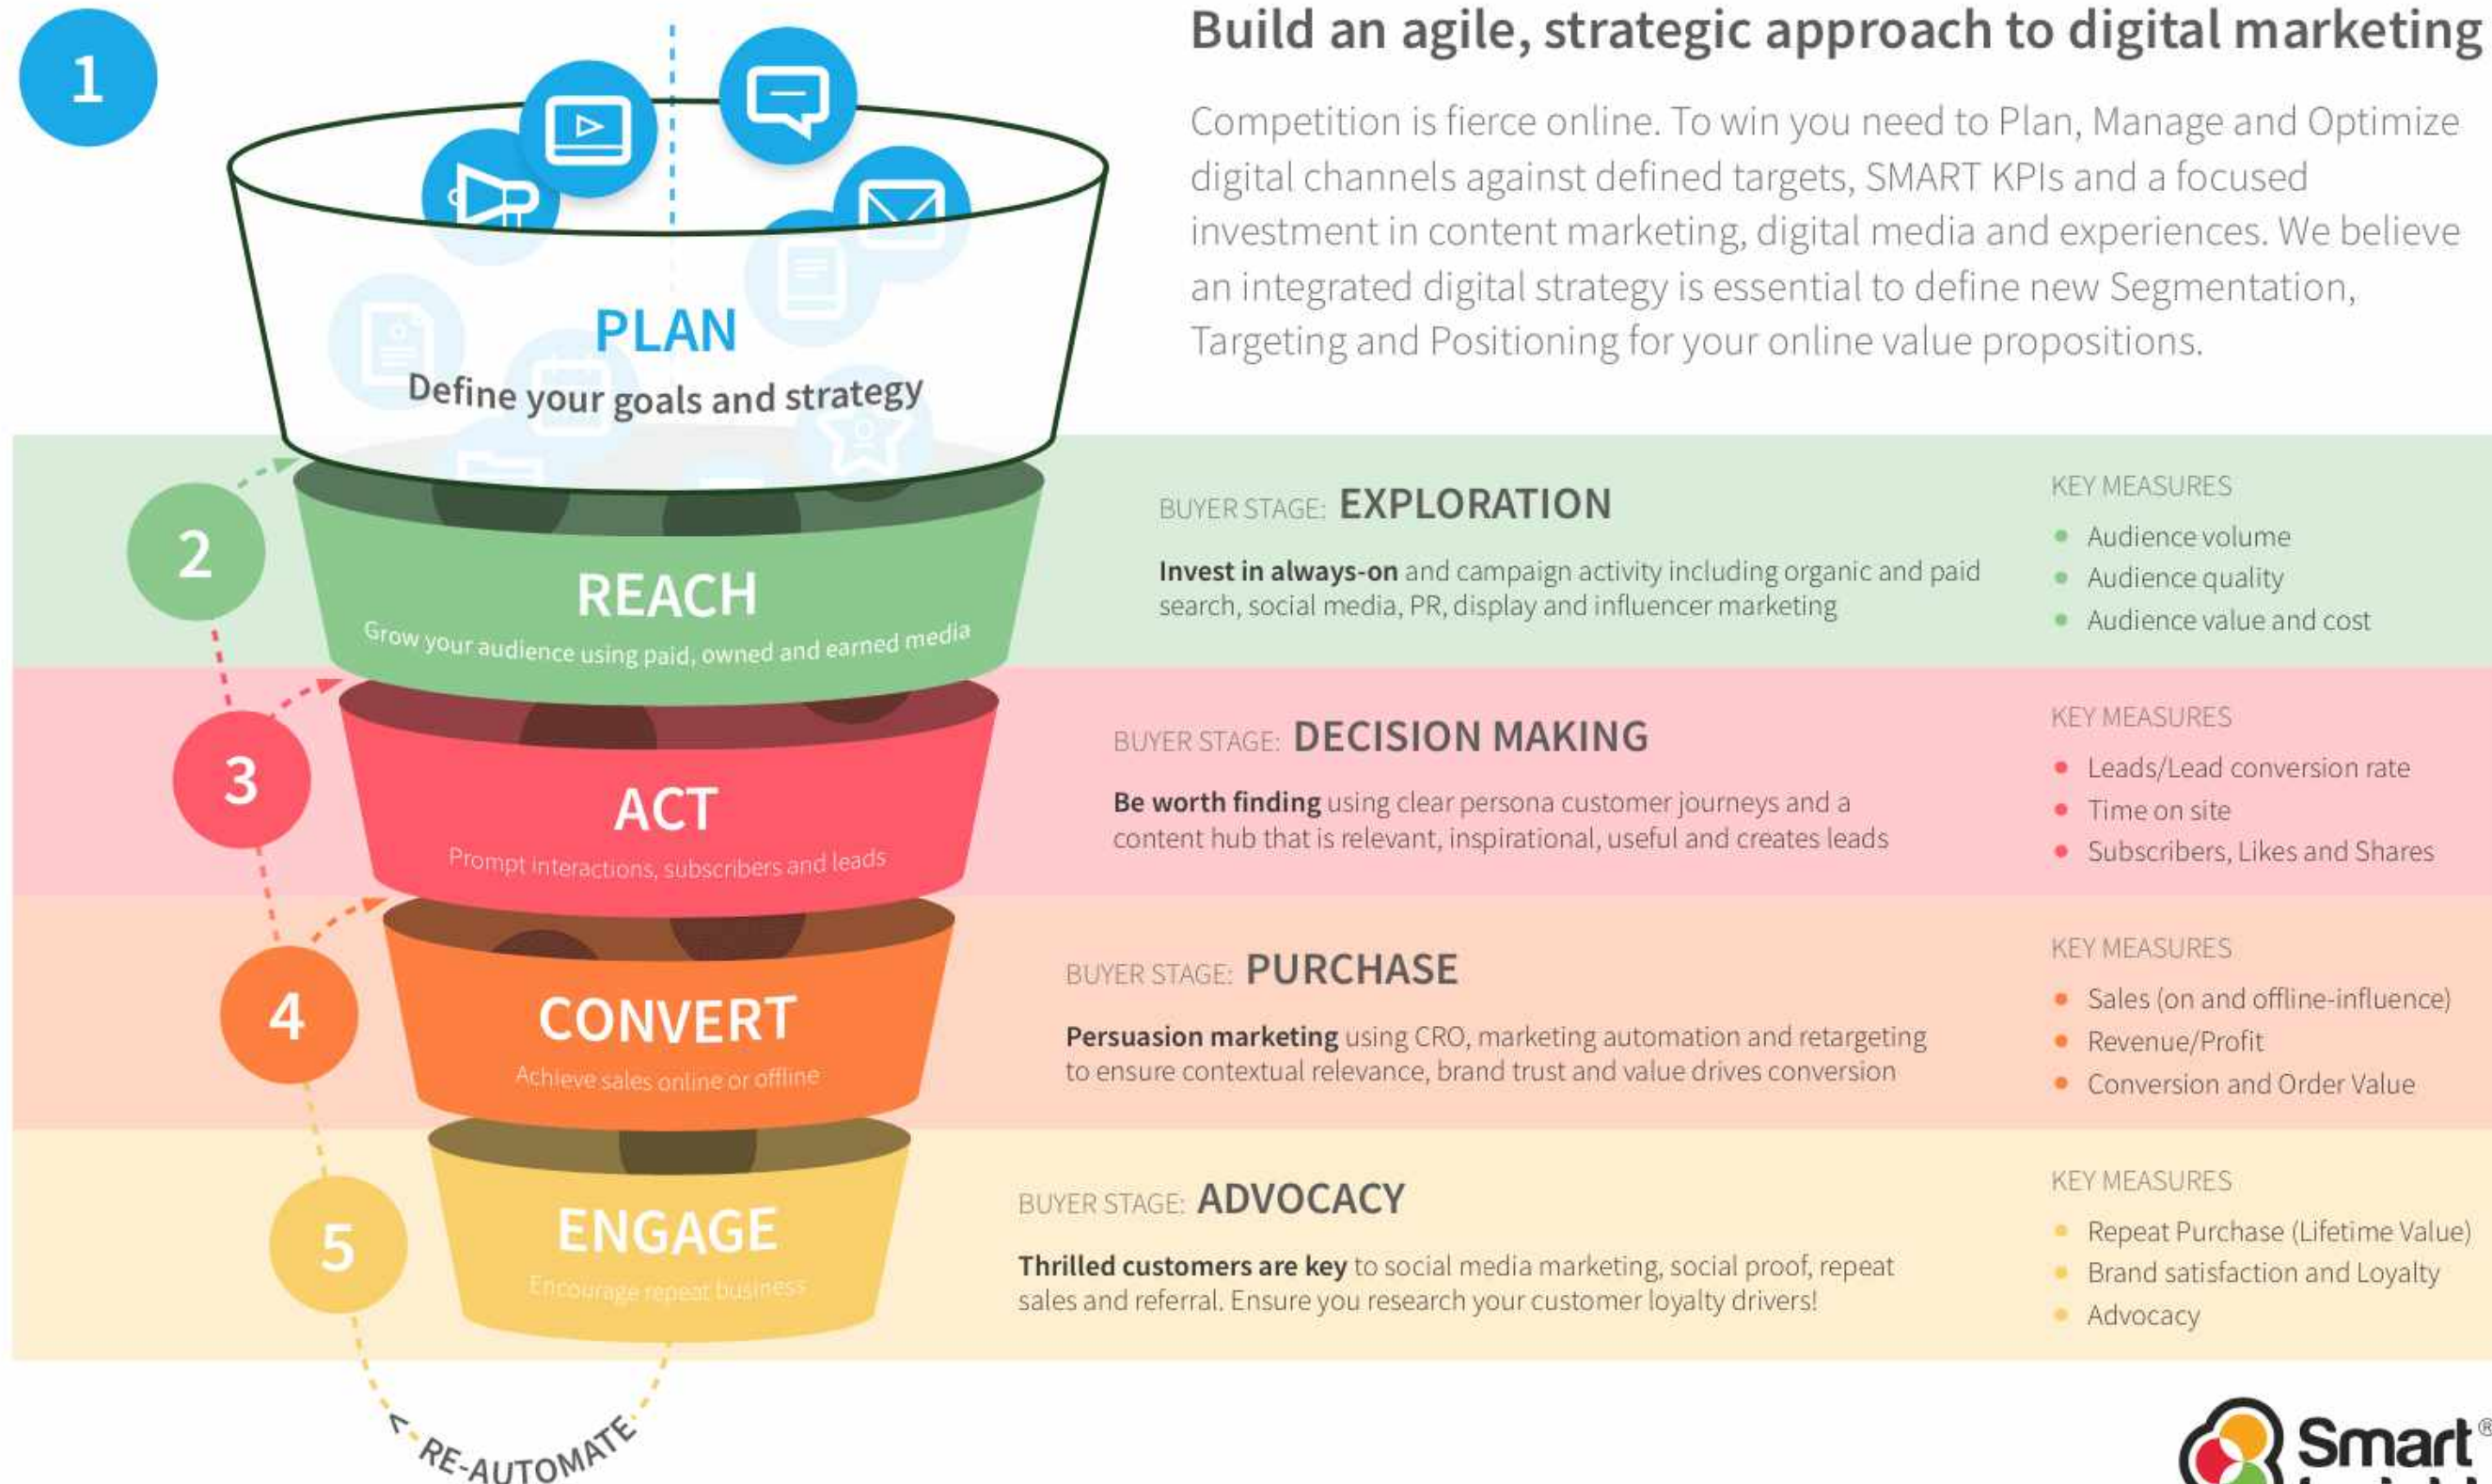 1
Build an agile, strategic approach to digital marketing
Competition is fierce online. To win you need to Plan, Manage and Optimize
digital channels against defined targets, SMART KPIs and a focused
investment in content marketing, digital media and experiences. We believe
an integrated digital strategy is essential to define new Segmentation,
Targeting and Positioning for your online value propositions.
PLAN
Define your goals and strategy
2
REACH
Grow your audience using paid, owned and earned media
BUYER STAGE: EXPLORATION
Invest in always-on and campaign activity including organic and paid
search, social media, PR, display and influencer marketing
KEY MEASURES
Audience volume
Audience quality
Audience value and cost
3
ACT
Prompt interactions, subscribers and leads
BUYER STAGE: DECISION MAKING
Be worth finding using clear persona customer journeys and a
content hub that is relevant, inspirational, useful and creates leads
KEY MEASURES
Leads/Lead conversion rate
Time on site
Subscribers, Likes and Shares
4
CONVERT
Achieve sales online or offline
BUYER STAGE: PURCHASE
Persuasion marketing using CRO, marketing automation and retargeting
to ensure contextual relevance, brand trust and value drives conversion
KEY MEASURES
Sales (on and offline-influence)
Revenue/Profit
Conversion and Order Value
5
ENGAGE
Encourage repeat business
BUYER STAGE: ADVOCACY
Thrilled customers are key to social media marketing, social proof, repeat
sales and referral. Ensure you research your customer loyalty drivers!
KEY MEASURES
Repeat Purchase (Lifetime Value)
Brand satisfaction and Loyalty
Advocacy
< RE-AUTOMATE
Smart®